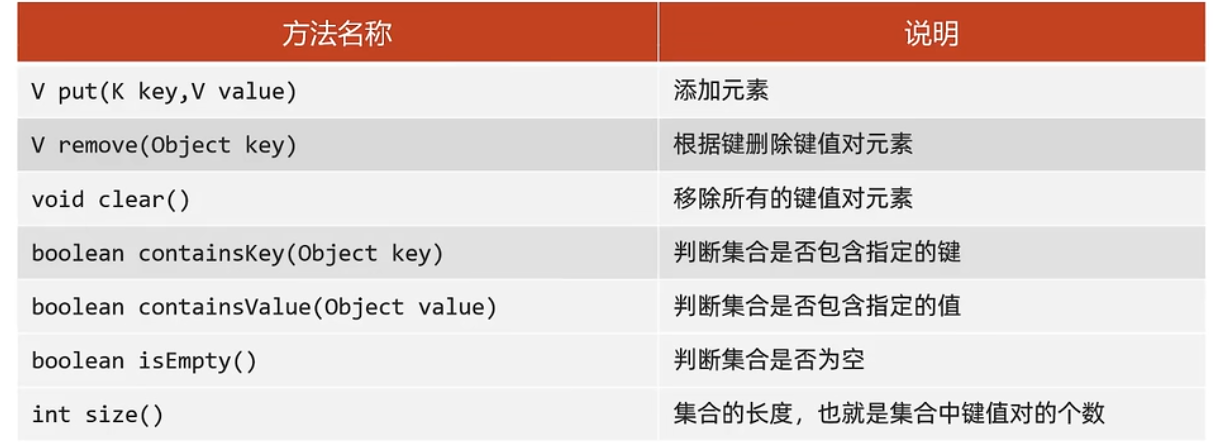 方法名称 说明
V put(K key,V value) 添加元素
V remove(Object key) 根据键删除键值对元素
void clear() 移除所有的键值对元素
boolean containsKey(Object key) 判断集合是否包含指定的键
boolean containsValue(Object value) 判断集合是否包含指定的值
boolean isEmpty() 判断集合是否为空
int size() 集合的长度，也就是集合中键值对的个数